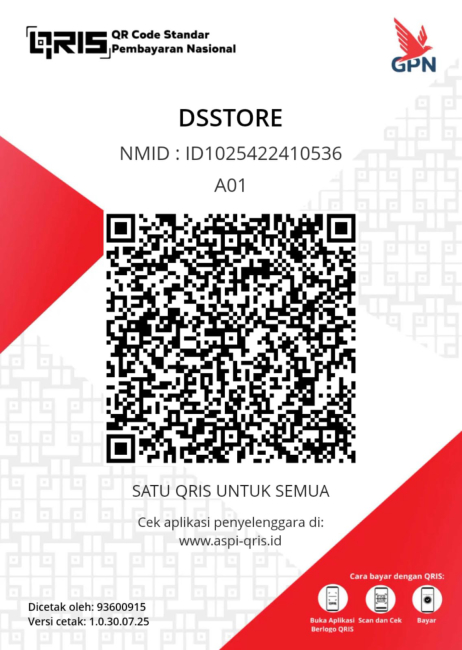 QRIS QR Code Standar
Pembayaran Nasional
GPN
DSSTORE
NMID : ID1025422410536
A01
SATU QRIS UNTUK SEMUA
Cek aplikasi penyelenggara di:
www.aspi-qris.id
Cara bayar dengan QRIS:
Buka Aplikasi Scan dan Cek Bayar
Berlogo QRIS
Dicetak oleh: 93600915
Versi cetak: 1.0.30.07.25